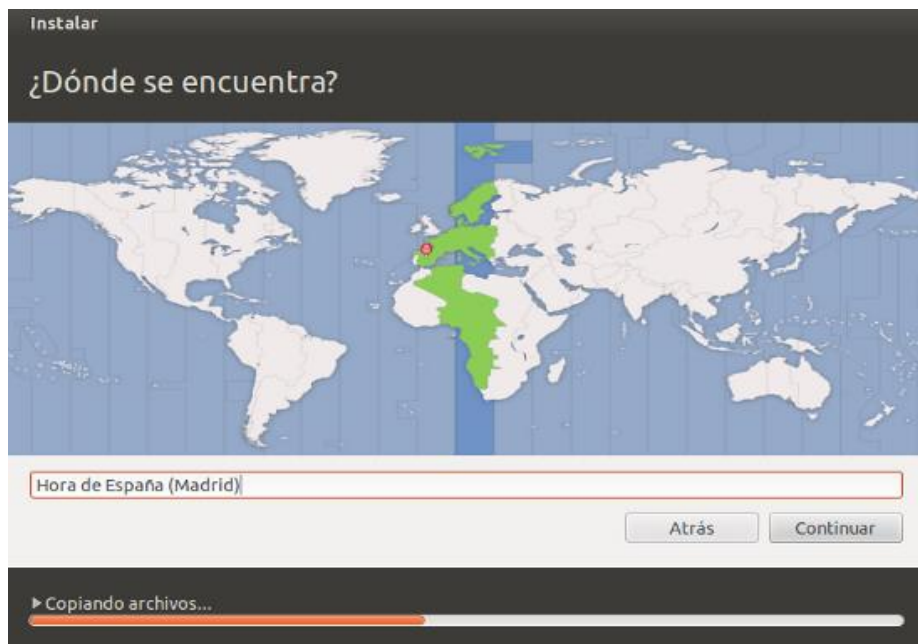 Instalar
¿Dónde se encuentra?
Hora de España (Madrid)
Atrás
Continuar
Copiando archivos...